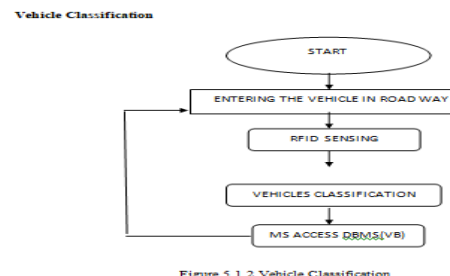 Vehicle Classification
START
ENTERING THE VEHICLE IN ROAD WAY
RFID SENSING
VEHICLES CLASSIFICATION
MS ACCESS DBMS(VB)
Figure 5.1.2 Vehicle Classification